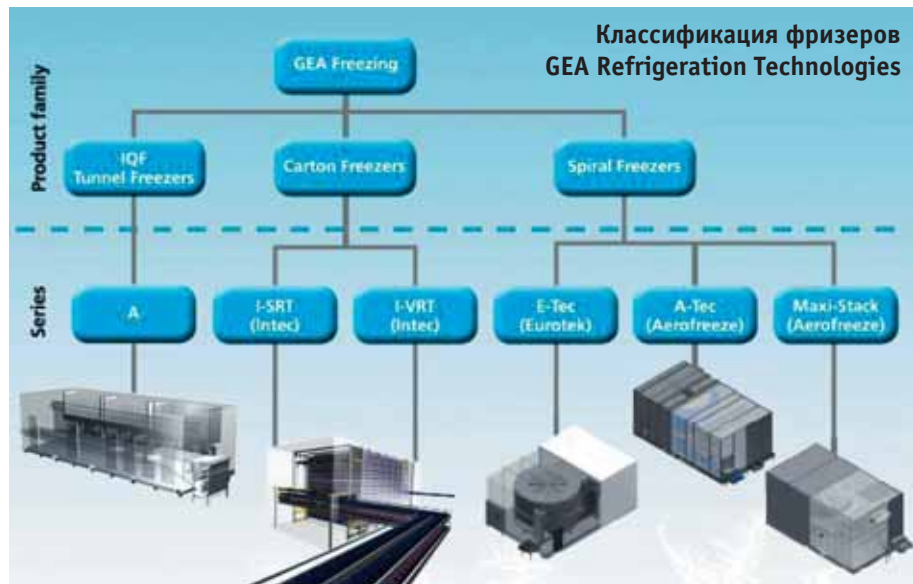 Классификация фризеров
GEA Refrigeration Technologies
GEA Freezing
Product family
IQF
Tunnel Freezers
Carton Freezers
Spiral Freezers
Series
A
I-SRT
(Intec)
I-VRT
(Intec)
E-Tec
(Eurotek)
A-Tec
(Aerofreeze)
Maxi-Stack
(Aerofreeze)